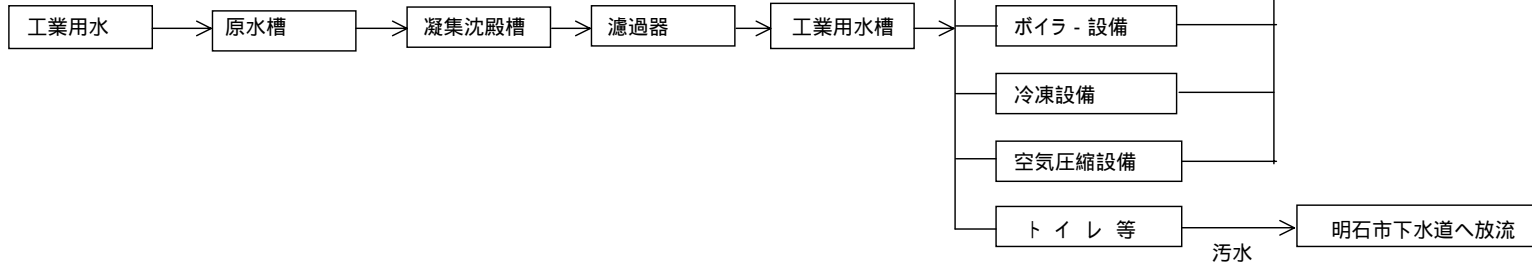 工業用水
原水槽
凝集沈殿槽
濾過器
工業用水槽
ボイラ - 設備
冷凍設備
空気圧縮設備
ト イ レ 等
汚水
明石市下水道へ放流